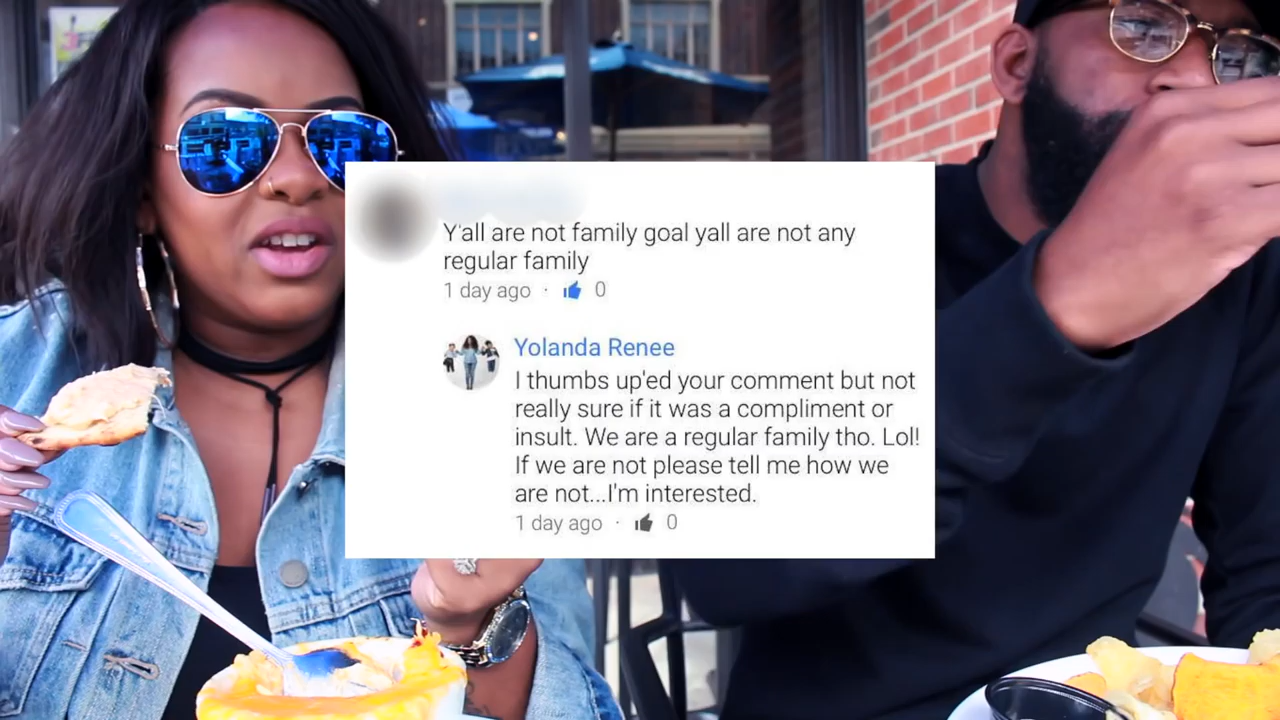 Y'all are not family goal yall are not any
regular family
1 day ago · 0
Yolanda Renee
I thumbs up'ed your comment but not
really sure if it was a compliment or
insult. We are a regular family tho. Lol!
If we are not please tell me how we
are not...I'm interested.
1 day ago · 0